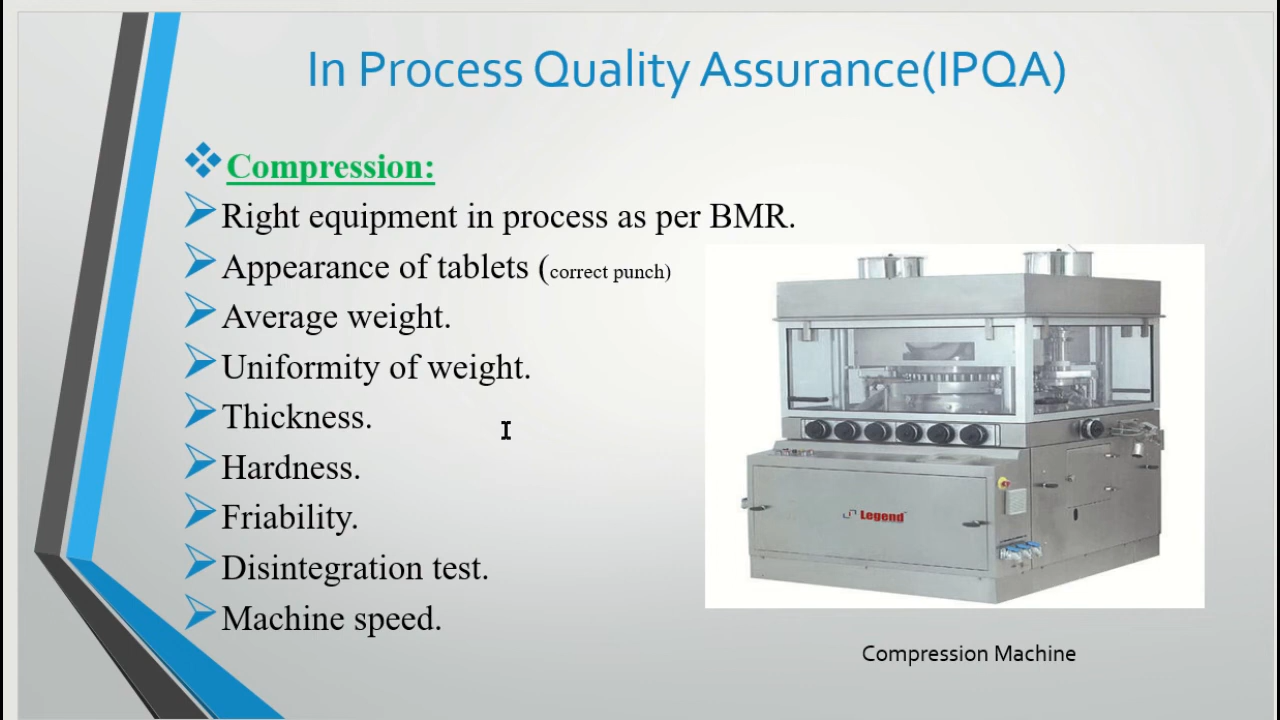 In Process Quality Assurance(IPQA)
Compression:
Right equipment in process as per BMR.
Appearance of tablets (correct punch)
Average weight.
Uniformity of weight.
Thickness.
Hardness.
Friability.
Disintegration test.
Machine speed.
Legend
Compression Machine